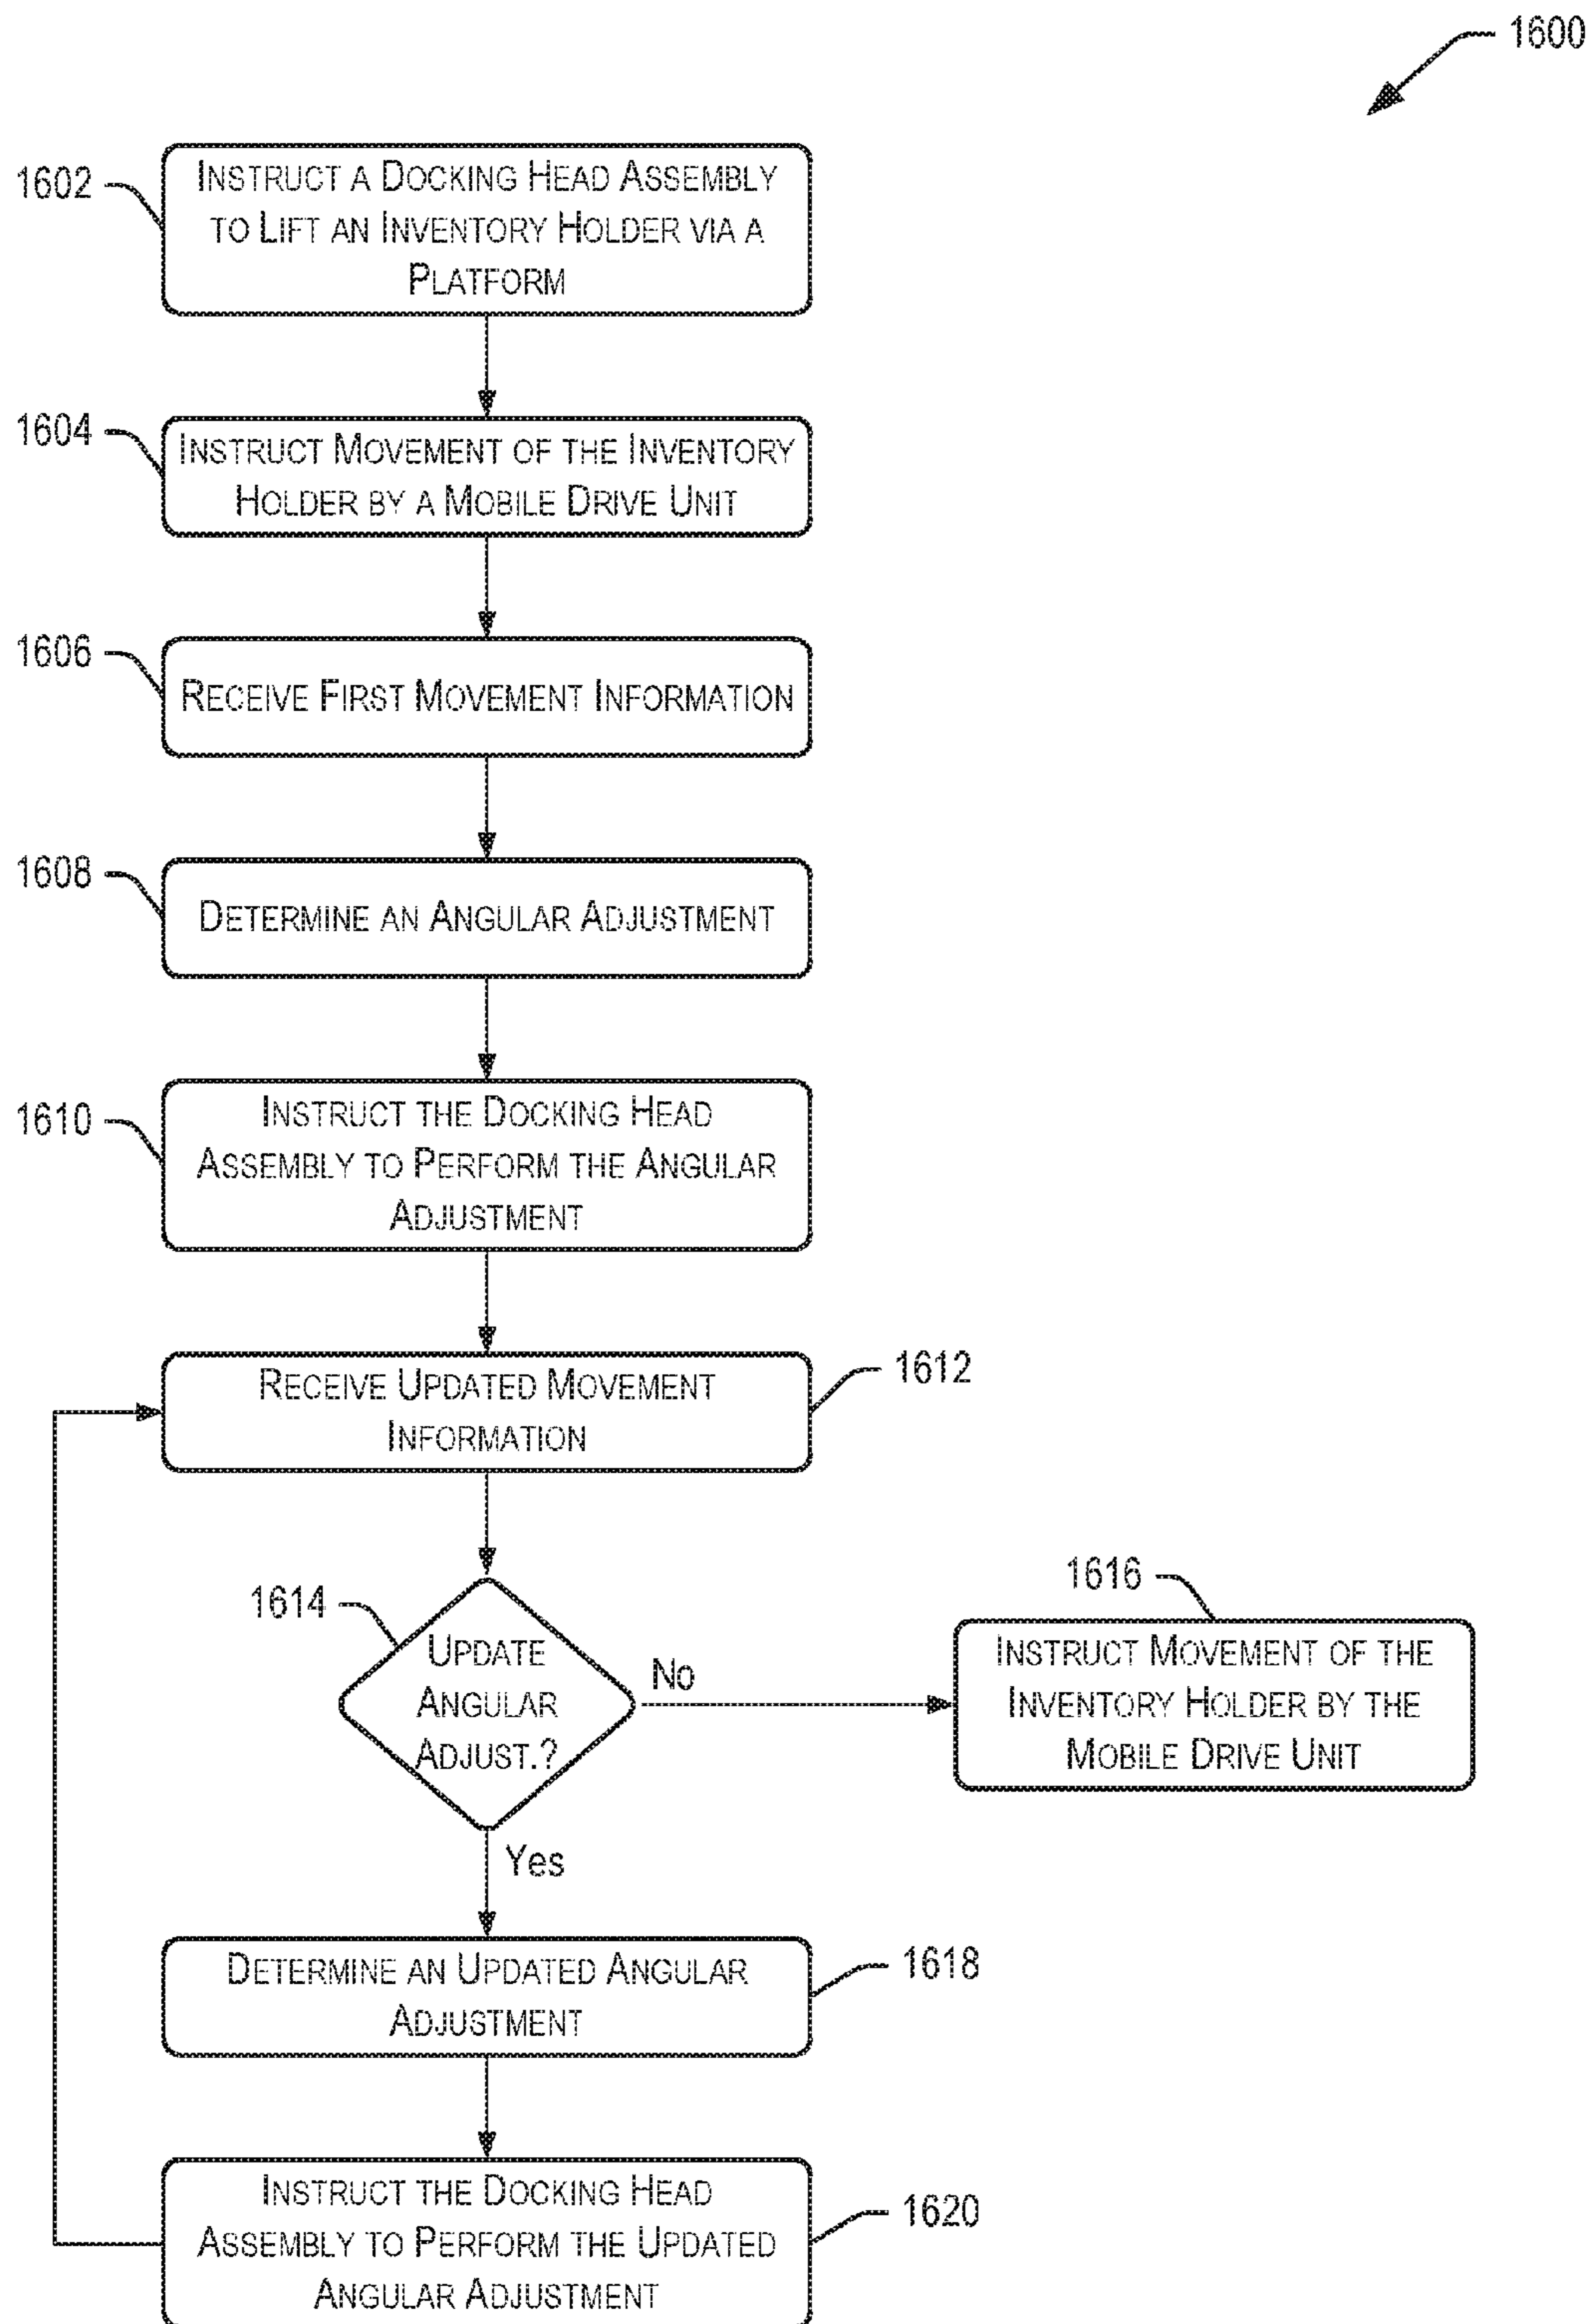 1600
1602
INSTRUCT A DOCKING HEAD ASSEMBLY
TO LIFT AN INVENTORY HOLDER VIA A
PLATFORM
1604
INSTRUCT MOVEMENT OF THE INVENTORY
HOLDER BY A MOBILE DRIVE UNIT
1606
RECEIVE FIRST MOVEMENT INFORMATION
1608
DETERMINE AN ANGULAR ADJUSTMENT
1610
INSTRUCT THE DOCKING HEAD
ASSEMBLY TO PERFORM THE ANGULAR
ADJUSTMENT
RECEIVE UPDATED MOVEMENT
INFORMATION
1612
1614
UPDATE
ANGULAR
ADJUST.?
No
1616
INSTRUCT MOVEMENT OF THE
INVENTORY HOLDER BY THE
MOBILE DRIVE UNIT
Yes
DETERMINE AN UPDATED ANGULAR
ADJUSTMENT
1618
INSTRUCT THE DOCKING HEAD
ASSEMBLY TO PERFORM THE UPDATED
ANGULAR ADJUSTMENT
1620